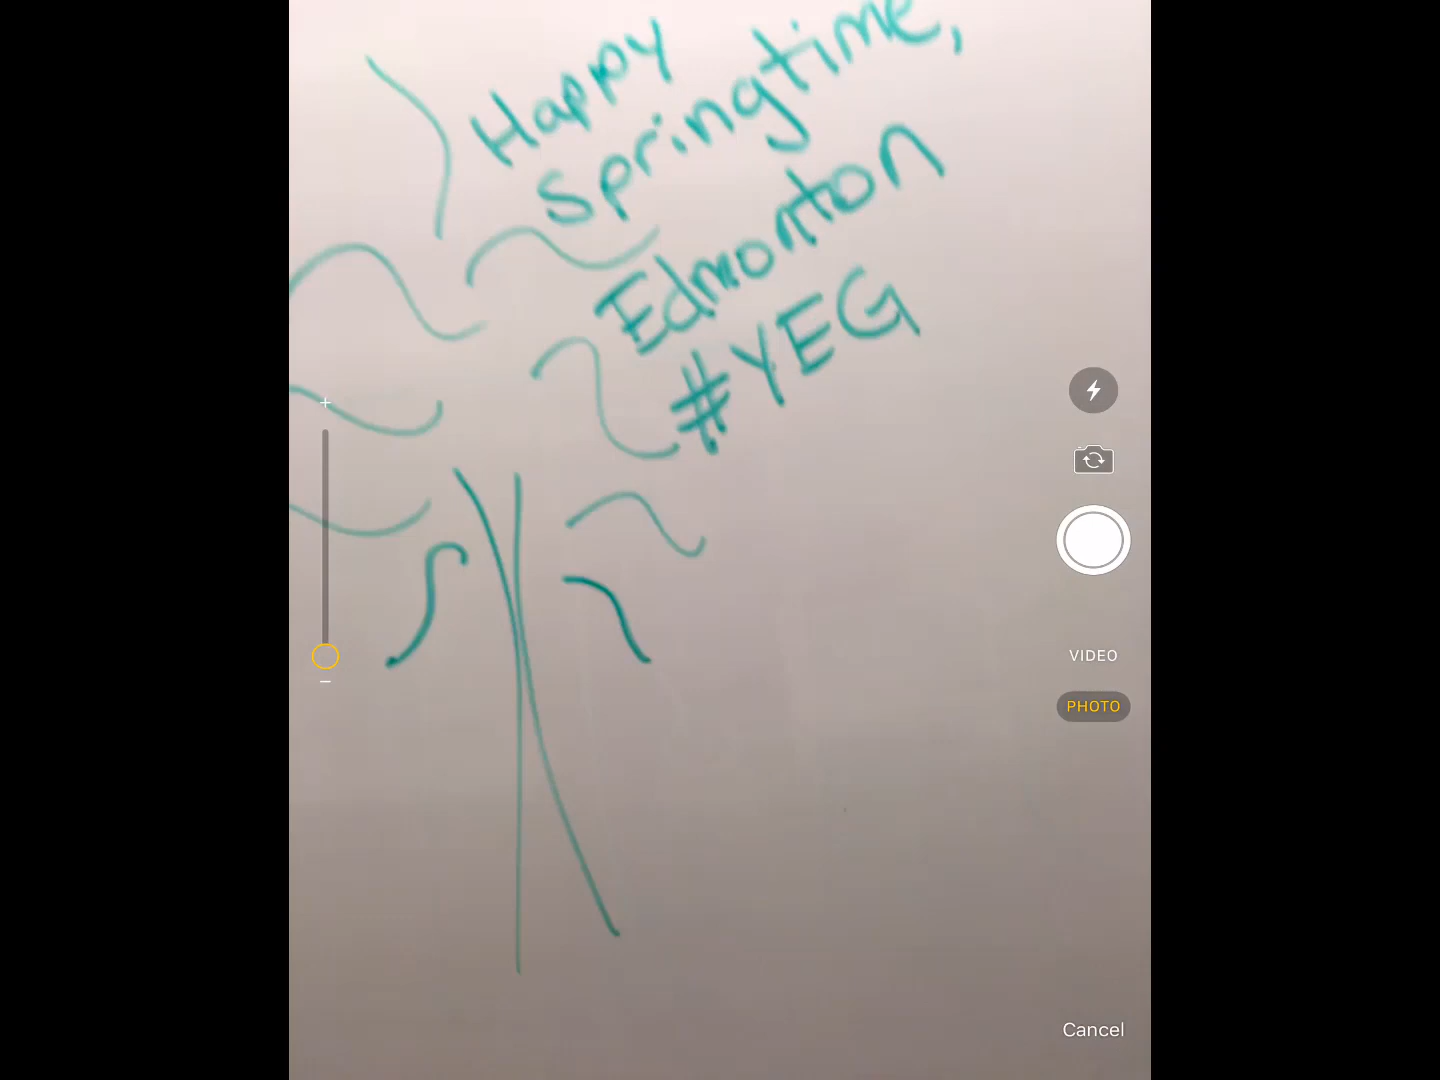 Happy
Springtime,
Edmonton
#YEG
+
−
VIDEO
PHOTO
Cancel